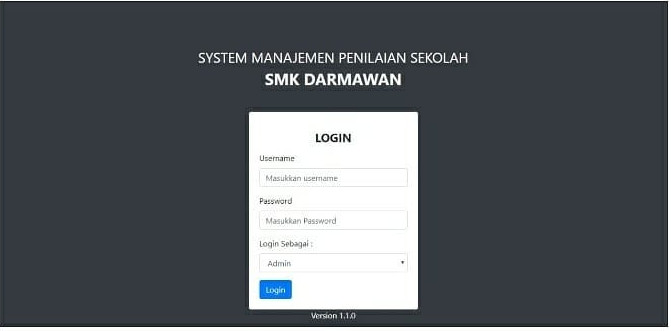 SYSTEM MANAJEMEN PENILAIAN SEKOLAH
SMK DARMAWAN
LOGIN
Username
Masukkan username
Password
Masukkan Password
Login Sebagai :
Admin
Login
Version 1.1.0